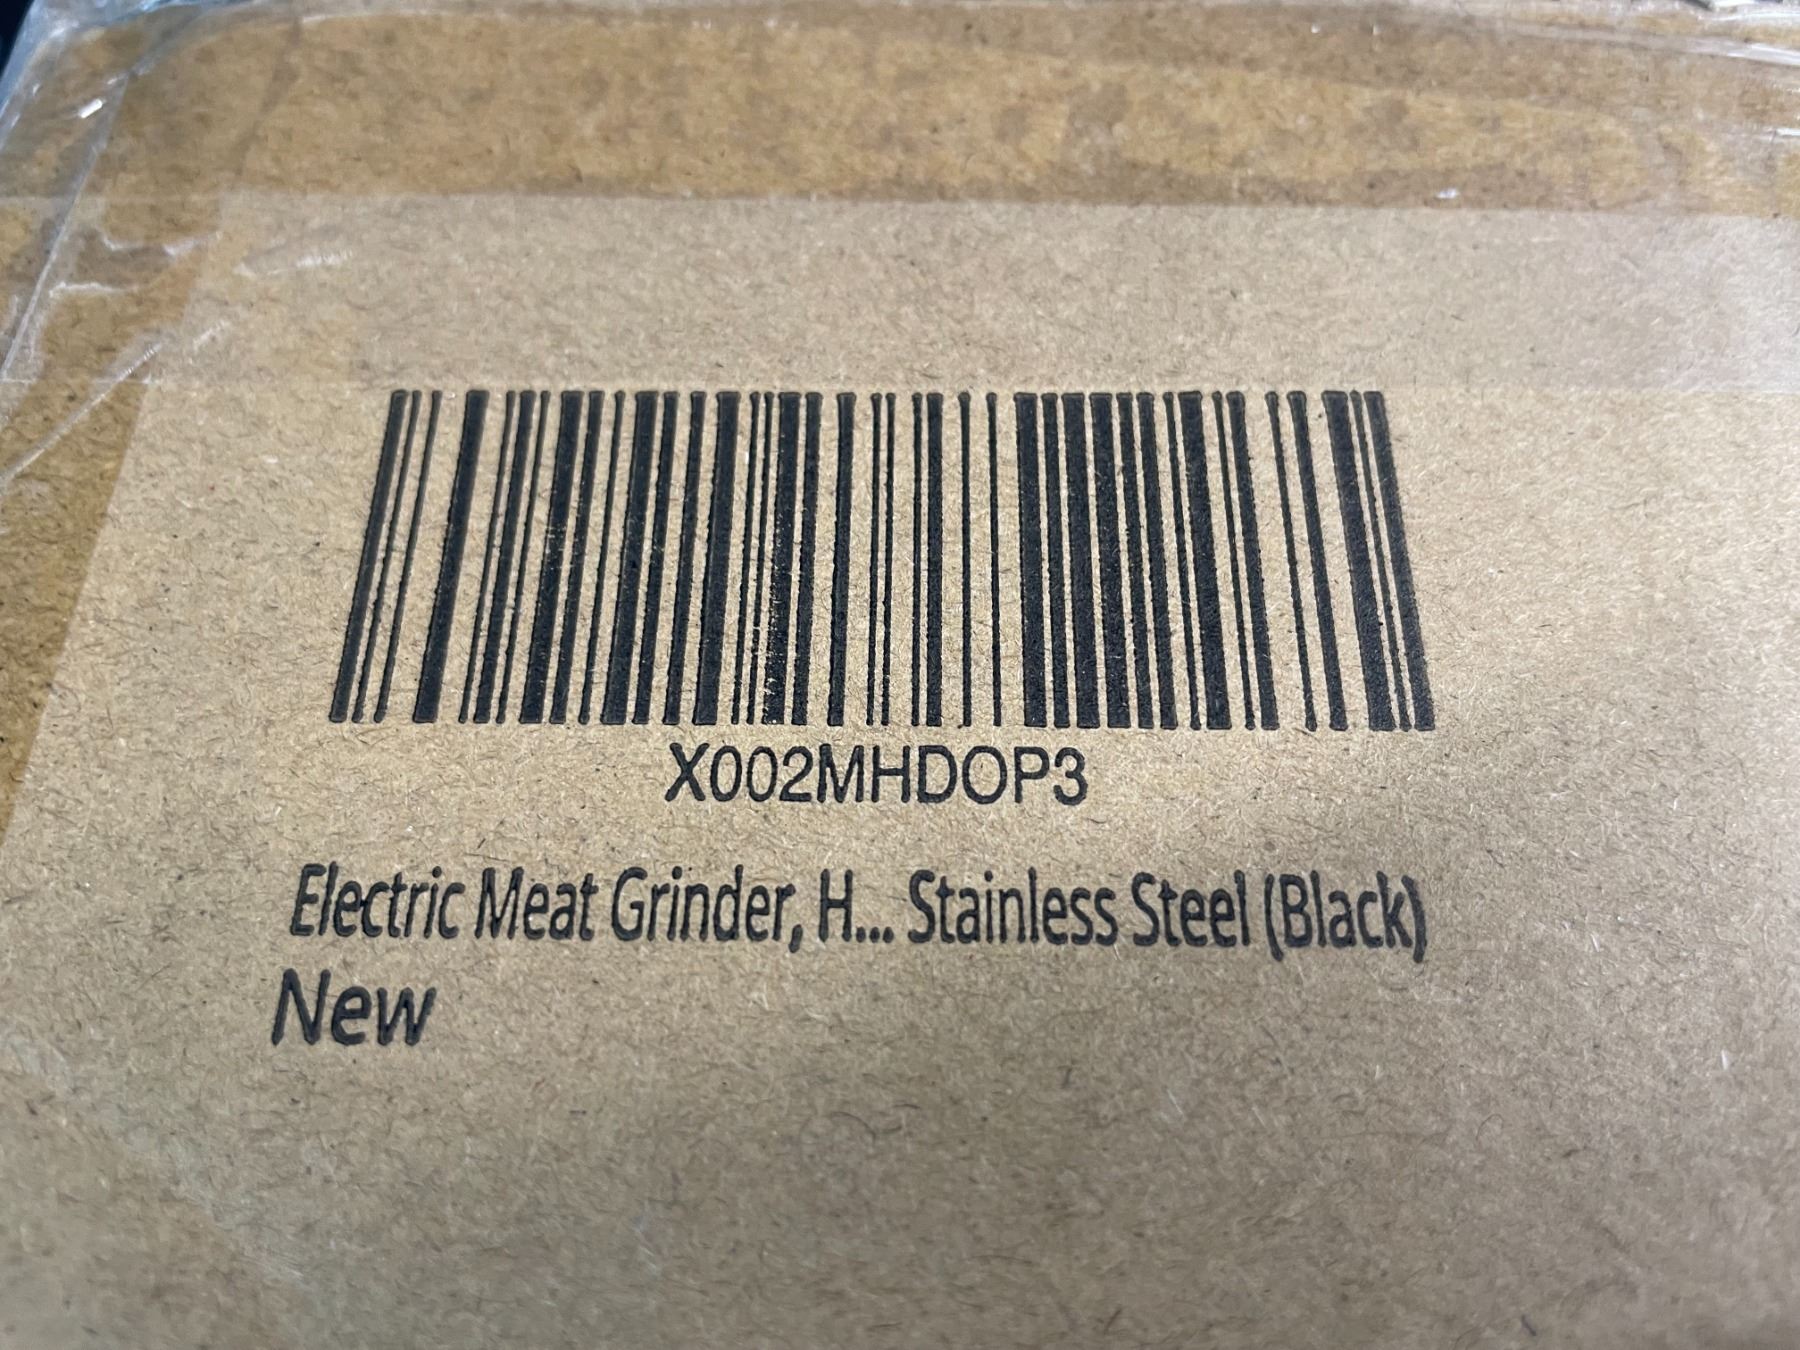 X002MHDOP3
Electric Meat Grinder, H... Stainless Steel (Black)
New